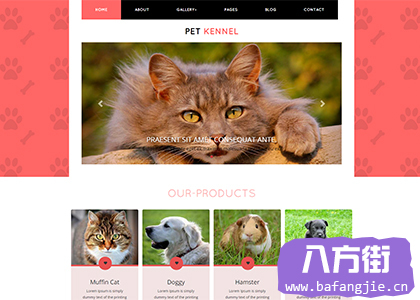 HOME ABOUT GALLERY+ PAGES BLOG CONTACT
PET KENNEL
PRAESENT SIT AMET CONSEQUAT ANTE
OUR-PRODUCTS
Muffin Cat Doggy Hamster
Lorem Ipsum is simply Lorem Ipsum is simply Lorem Ipsum is simply
dummy text of the printing dummy text of the printing dummy text of the printing
八方街
www.bafangjie.cn